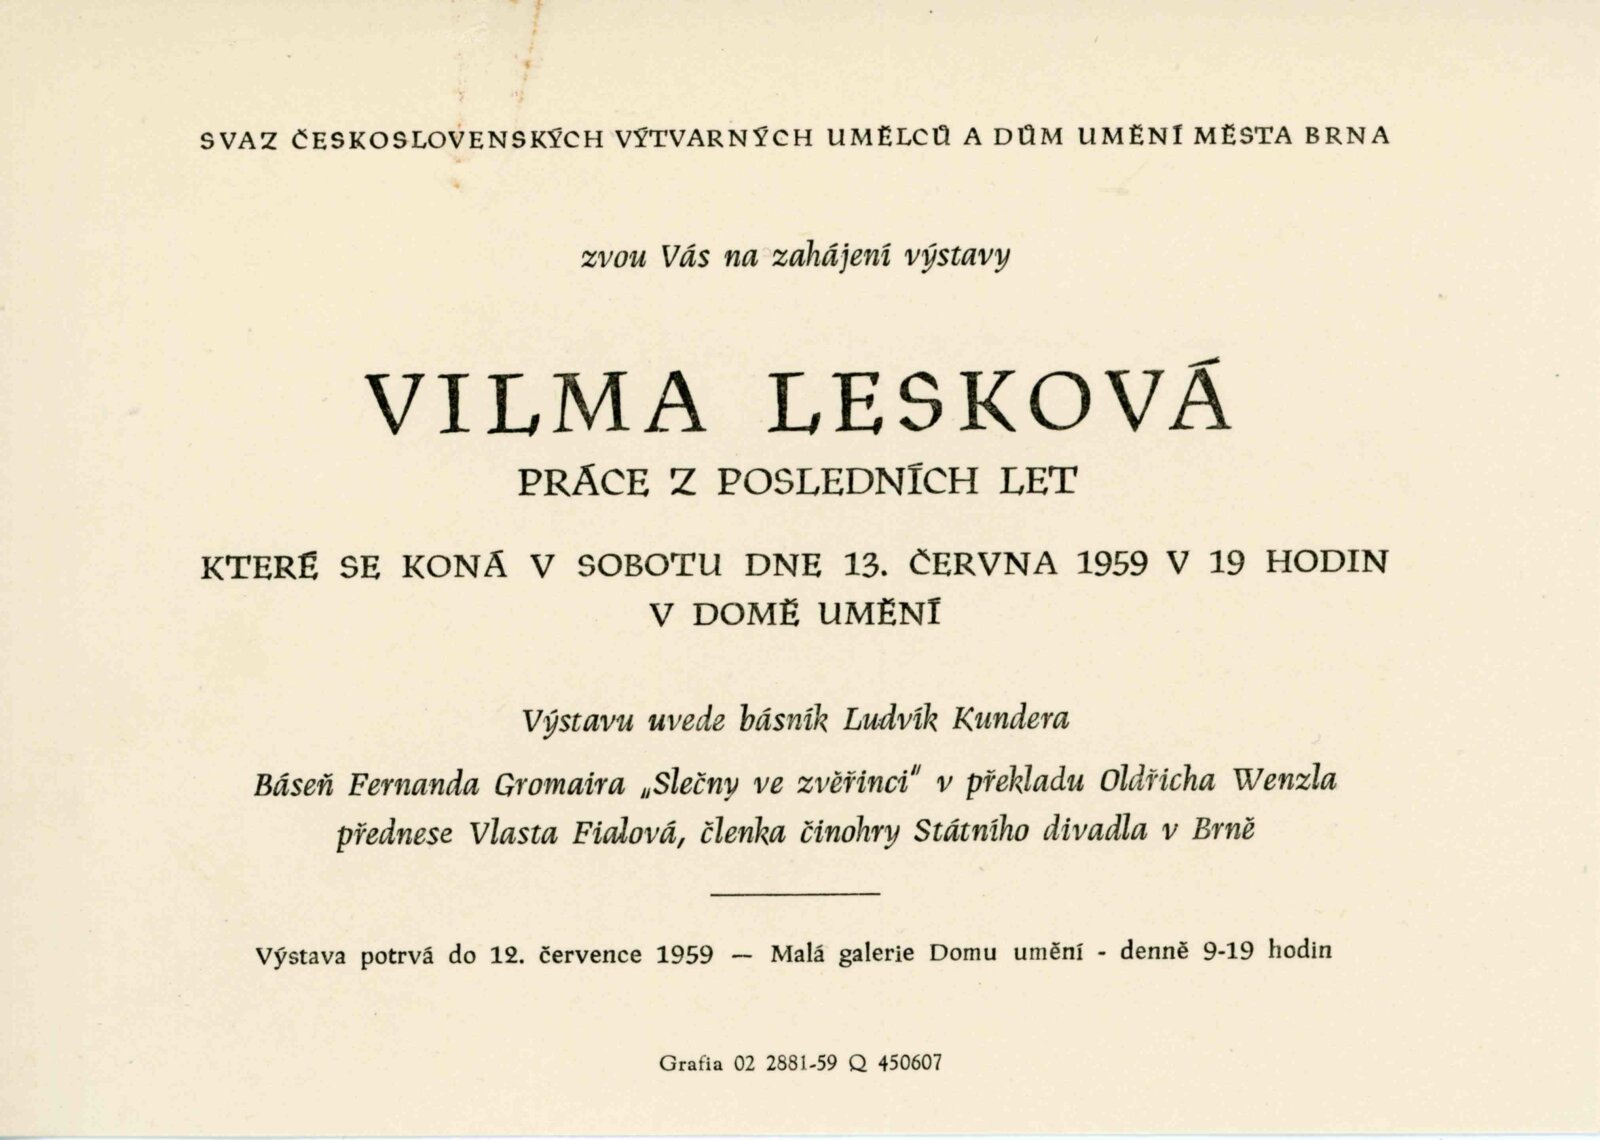 SVAZ ČESKOSLOVENSKÝCH VÝTVARNÝCH UMĚLCŮ A DŮM UMĚNÍ MĚSTA BRNA
zvou Vás na zahájení výstavy
VILMA LESKOVÁ
PRÁCE Z POSLEDNÍCH LET
KTERÉ SE KONÁ V SOBOTU DNE 13. ČERVNA 1959 V 19 HODIN
V DOMĚ UMĚNÍ
Výstavu uvede básník Ludvík Kundera
Báseň Fernanda Gromaira „Slečny ve zvěřinci" v překladu Oldřicha Wenzla
přednese Vlasta Fialová, členka činohry Státního divadla v Brně
Výstava potrvá do 12. července 1959 — Malá galerie Domu umění - denně 9-19 hodin
Grafia 02 2881-59 Q 450607